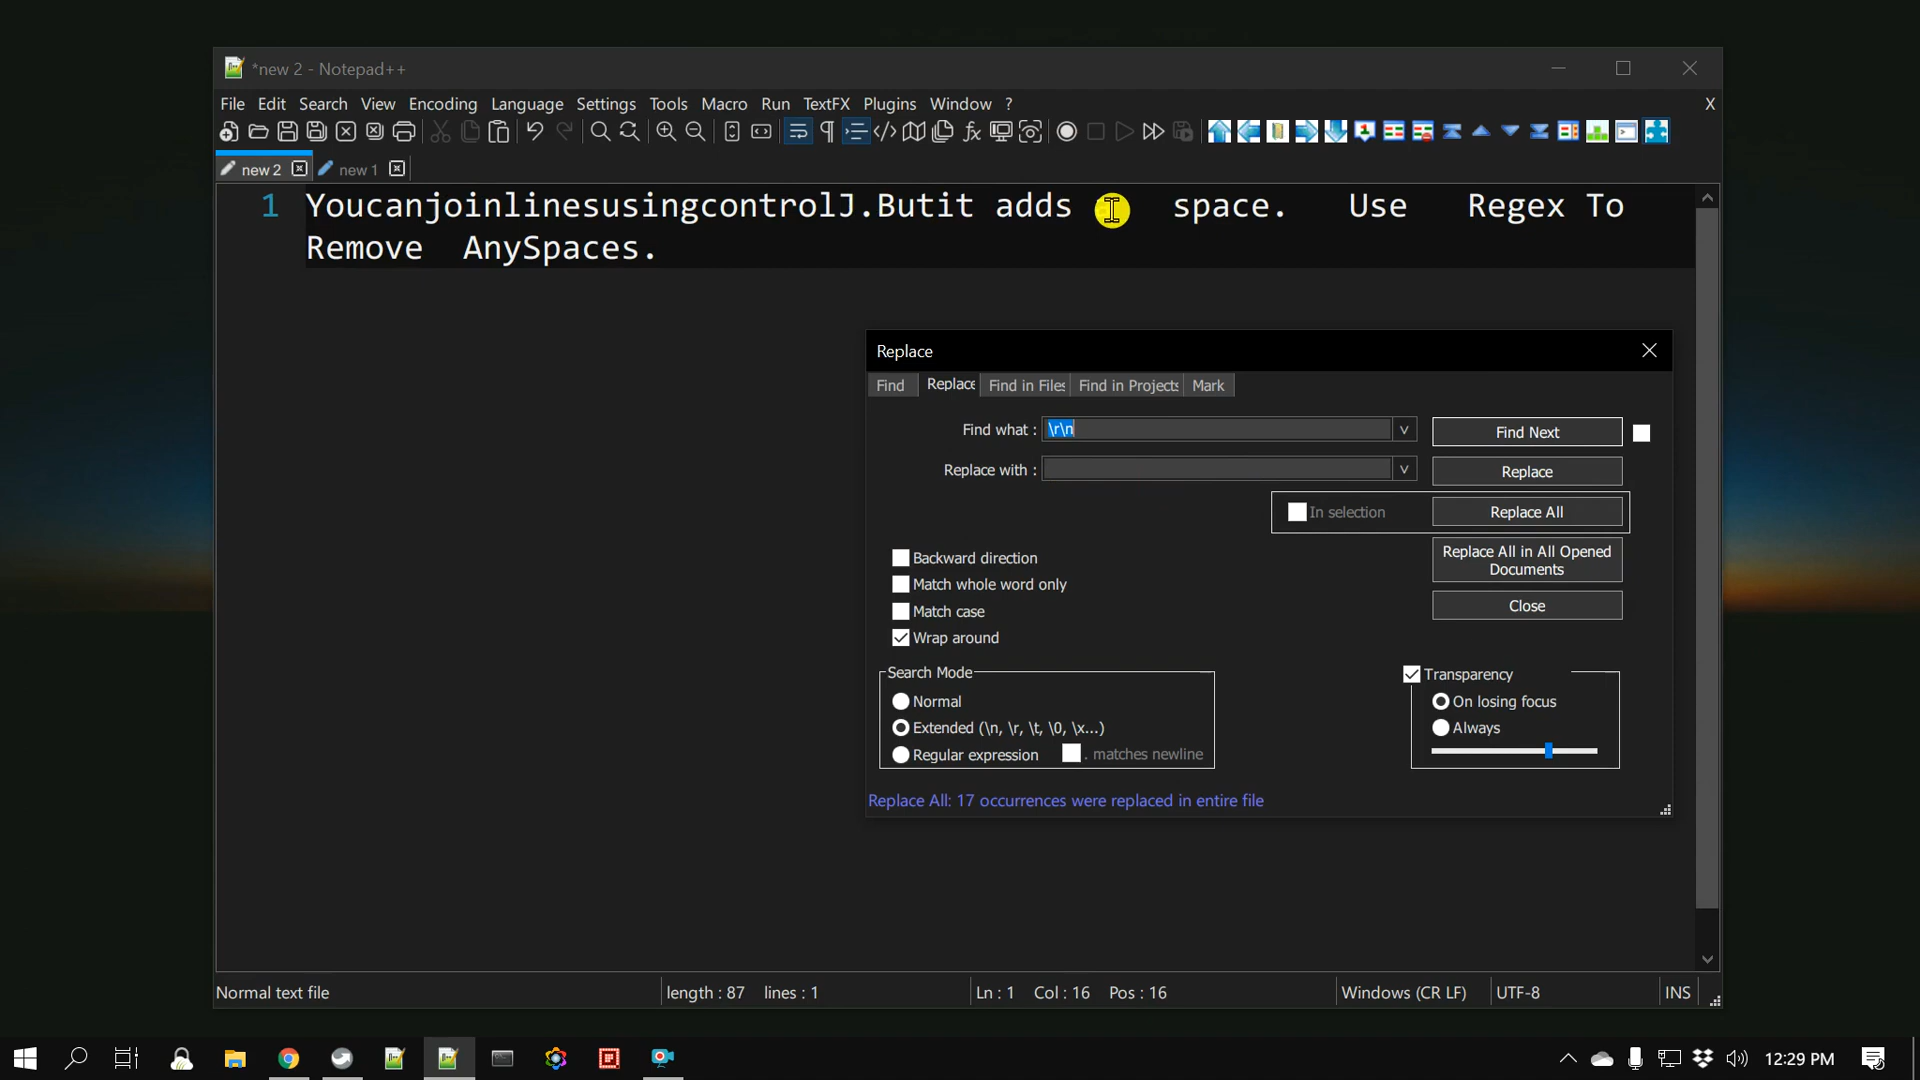 *new 2 - Notepad++
File Edit Search View Encoding Language Settings Tools Macro Run TextFX Plugins Window ? X
new 2 new 1
1 YoucanjoinlinesusingcontrolJ.Butit adds space. Use Regex To
Remove AnySpaces.
Replace
Find Replace Find in Files Find in Projects Mark
Find what : \r\n Find Next
Replace with : Replace
In selection Replace All
Replace All in All Opened
Documents
Close
Backward direction
Match whole word only
Match case
Wrap around
Search Mode
Normal
Extended (\n, \r, \t, \0, \x...)
Regular expression . matches newline
Transparency
On losing focus
Always
Replace All: 17 occurrences were replaced in entire file
Normal text file length : 87 lines : 1 Ln : 1 Col : 16 Pos : 16 Windows (CR LF) UTF-8 INS
12:29 PM